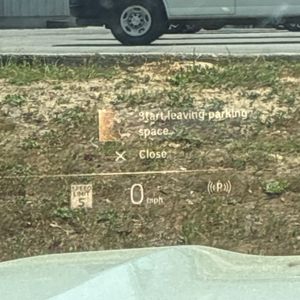 Start leaving parking
space.
× Close
SPEED
LIMIT
5
0 mph
((P))